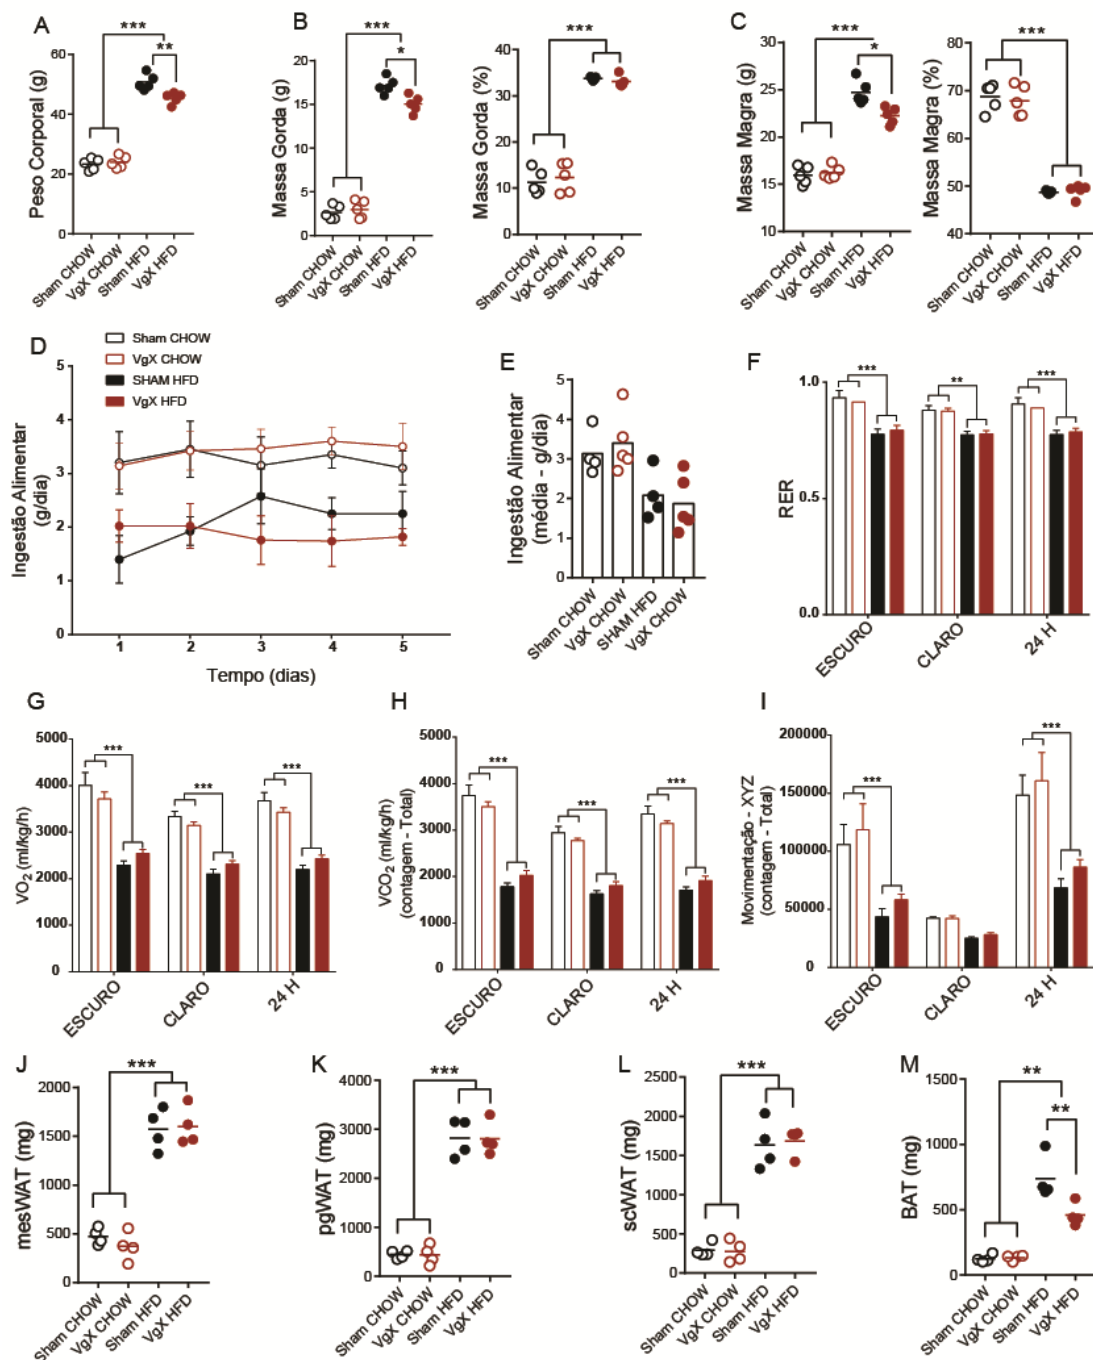 A
Peso Corporal (g)
60
40
20
0
***
**
Sham CHOW
VgX CHOW
Sham HFD
VgX HFD
B
Massa Gorda (g)
25
20
15
10
5
0
***
*
Sham CHOW
VgX CHOW
Sham HFD
VgX HFD
Massa Gorda (%)
40
30
20
10
0
***
Sham CHOW
VgX CHOW
Sham HFD
VgX HFD
C
Massa Magra (g)
30
25
20
15
10
***
*
Sham CHOW
VgX CHOW
Sham HFD
VgX HFD
Massa Magra (%)
80
70
60
50
40
***
Sham CHOW
VgX CHOW
Sham HFD
VgX HFD
D
Sham CHOW
VgX CHOW
SHAM HFD
VgX HFD
Ingestão Alimentar
(g/dia)
5
4
3
2
1
0
1 2 3 4 5
Tempo (dias)
E
Ingestão Alimentar
(média - g/dia)
5
4
3
2
1
0
Sham CHOW
VgX CHOW
SHAM HFD
VgX CHOW
F
RER
1.0
0.5
0.0
***
**
***
ESCURO
CLARO
24 H
G
VO2 (ml/kg/h)
5000
4000
3000
2000
1000
0
***
***
***
ESCURO
CLARO
24 H
H
VCO2 (ml/kg/h)
(contagem - Total)
5000
4000
3000
2000
1000
0
***
***
***
ESCURO
CLARO
24 H
I
Movimentação - XYZ
(contagem - Total)
200000
150000
100000
50000
0
***
***
ESCURO
CLARO
24 H
J
mesWAT (mg)
2000
1500
1000
500
0
***
Sham CHOW
VgX CHOW
Sham HFD
VgX HFD
K
pgWAT (mg)
4000
3000
2000
1000
0
***
Sham CHOW
VgX CHOW
Sham HFD
VgX HFD
L
scWAT (mg)
2500
2000
1500
1000
500
0
***
Sham CHOW
VgX CHOW
Sham HFD
VgX HFD
M
BAT (mg)
1500
1000
500
0
**
**
Sham CHOW
VgX CHOW
Sham HFD
VgX HFD